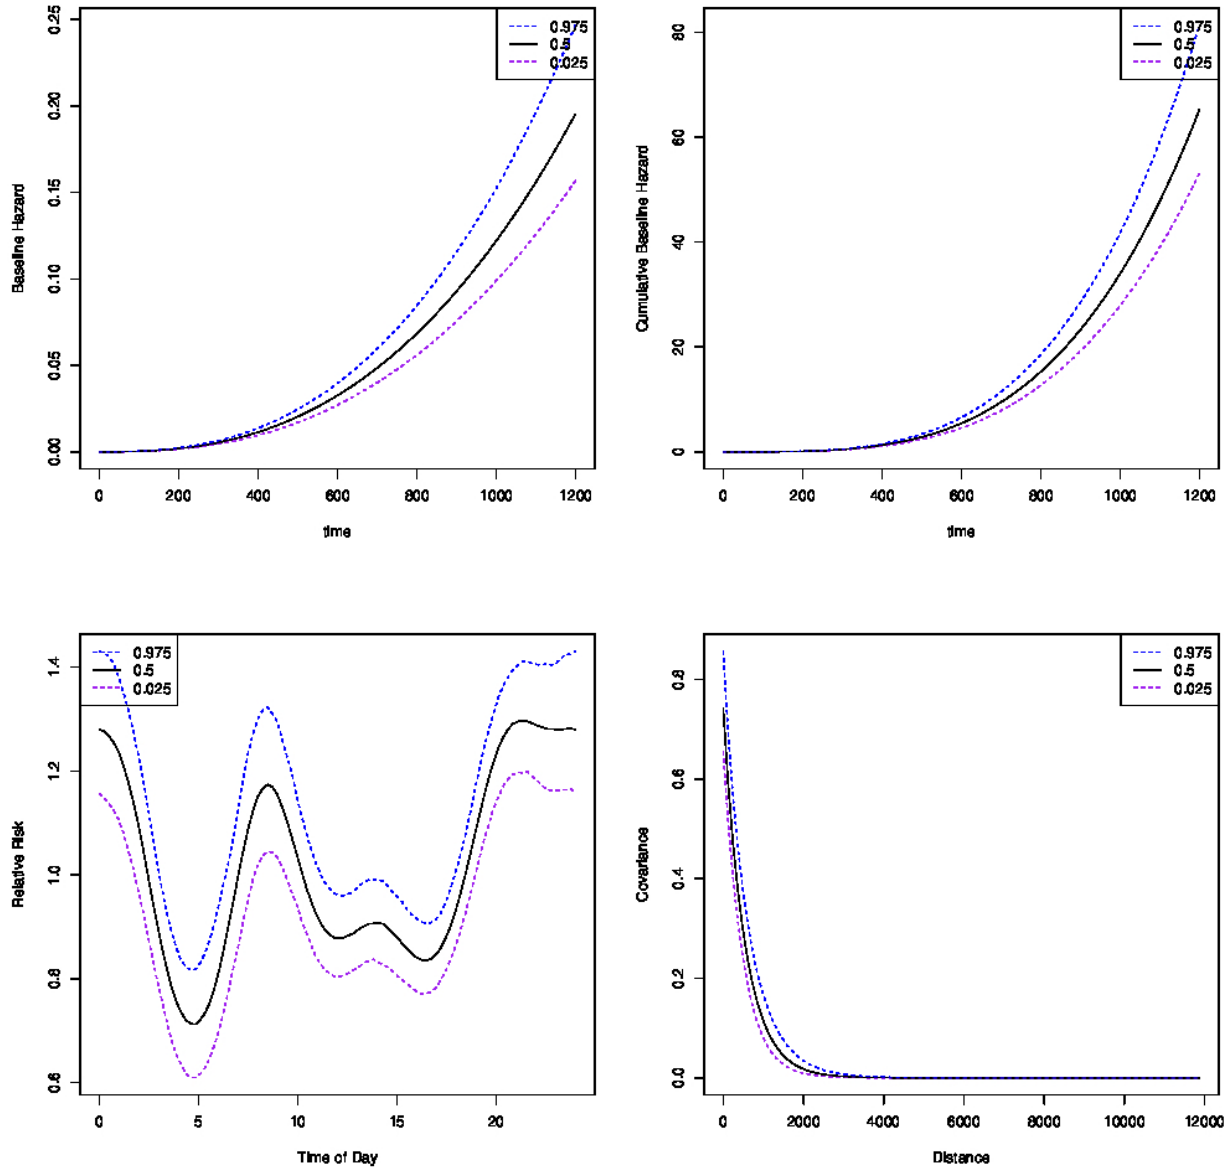 0.975
0.5
0.025
Baseline Hazard
0.25
0.20
0.15
0.10
0.05
0.00
0 200 400 600 800 1000 1200
time
0.975
0.5
0.025
Cumulative Baseline Hazard
80
60
40
20
0
0 200 400 600 800 1000 1200
time
0.975
0.5
0.025
Relative Risk
1.4
1.2
1.0
0.8
0.6
0 5 10 15 20
Time of Day
0.975
0.5
0.025
Covariance
0.8
0.6
0.4
0.2
0.0
0 2000 4000 6000 8000 10000 12000
Distance